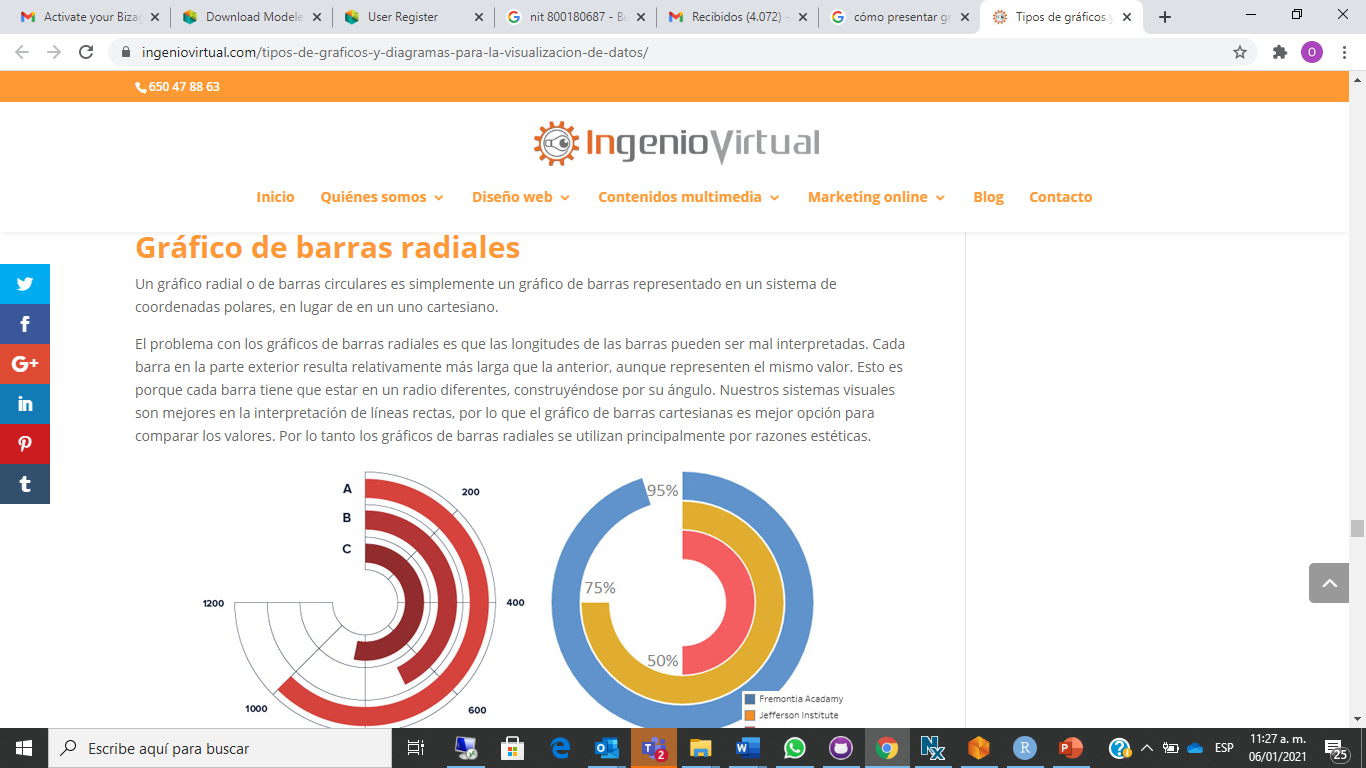 Activate your Bizag
Download Modele
User Register
nit 800180687 - Bu
Recibidos (4.072) -
cómo presentar gr
Tipos de gráficos y
ingeniovirtual.com/tipos-de-graficos-y-diagramas-para-la-visualizacion-de-datos/
O
650 47 88 63
IngenioVirtual
Inicio Quiénes somos Diseño web Contenidos multimedia Marketing online Blog Contacto
Gráfico de barras radiales
Un gráfico radial o de barras circulares es simplemente un gráfico de barras representado en un sistema de
coordenadas polares, en lugar de en un uno cartesiano.
El problema con los gráficos de barras radiales es que las longitudes de las barras pueden ser mal interpretadas. Cada
barra en la parte exterior resulta relativamente más larga que la anterior, aunque representen el mismo valor. Esto es
porque cada barra tiene que estar en un radio diferentes, construyéndose por su ángulo. Nuestros sistemas visuales
son mejores en la interpretación de líneas rectas, por lo que el gráfico de barras cartesianas es mejor opción para
comparar los valores. Por lo tanto los gráficos de barras radiales se utilizan principalmente por razones estéticas.
A
B
C
200
400
600
1000
1200
95%
75%
50%
Fremontia Acadamy
Jefferson Institute
Escribe aquí para buscar
2
ESP
11:27 a. m.
06/01/2021
25